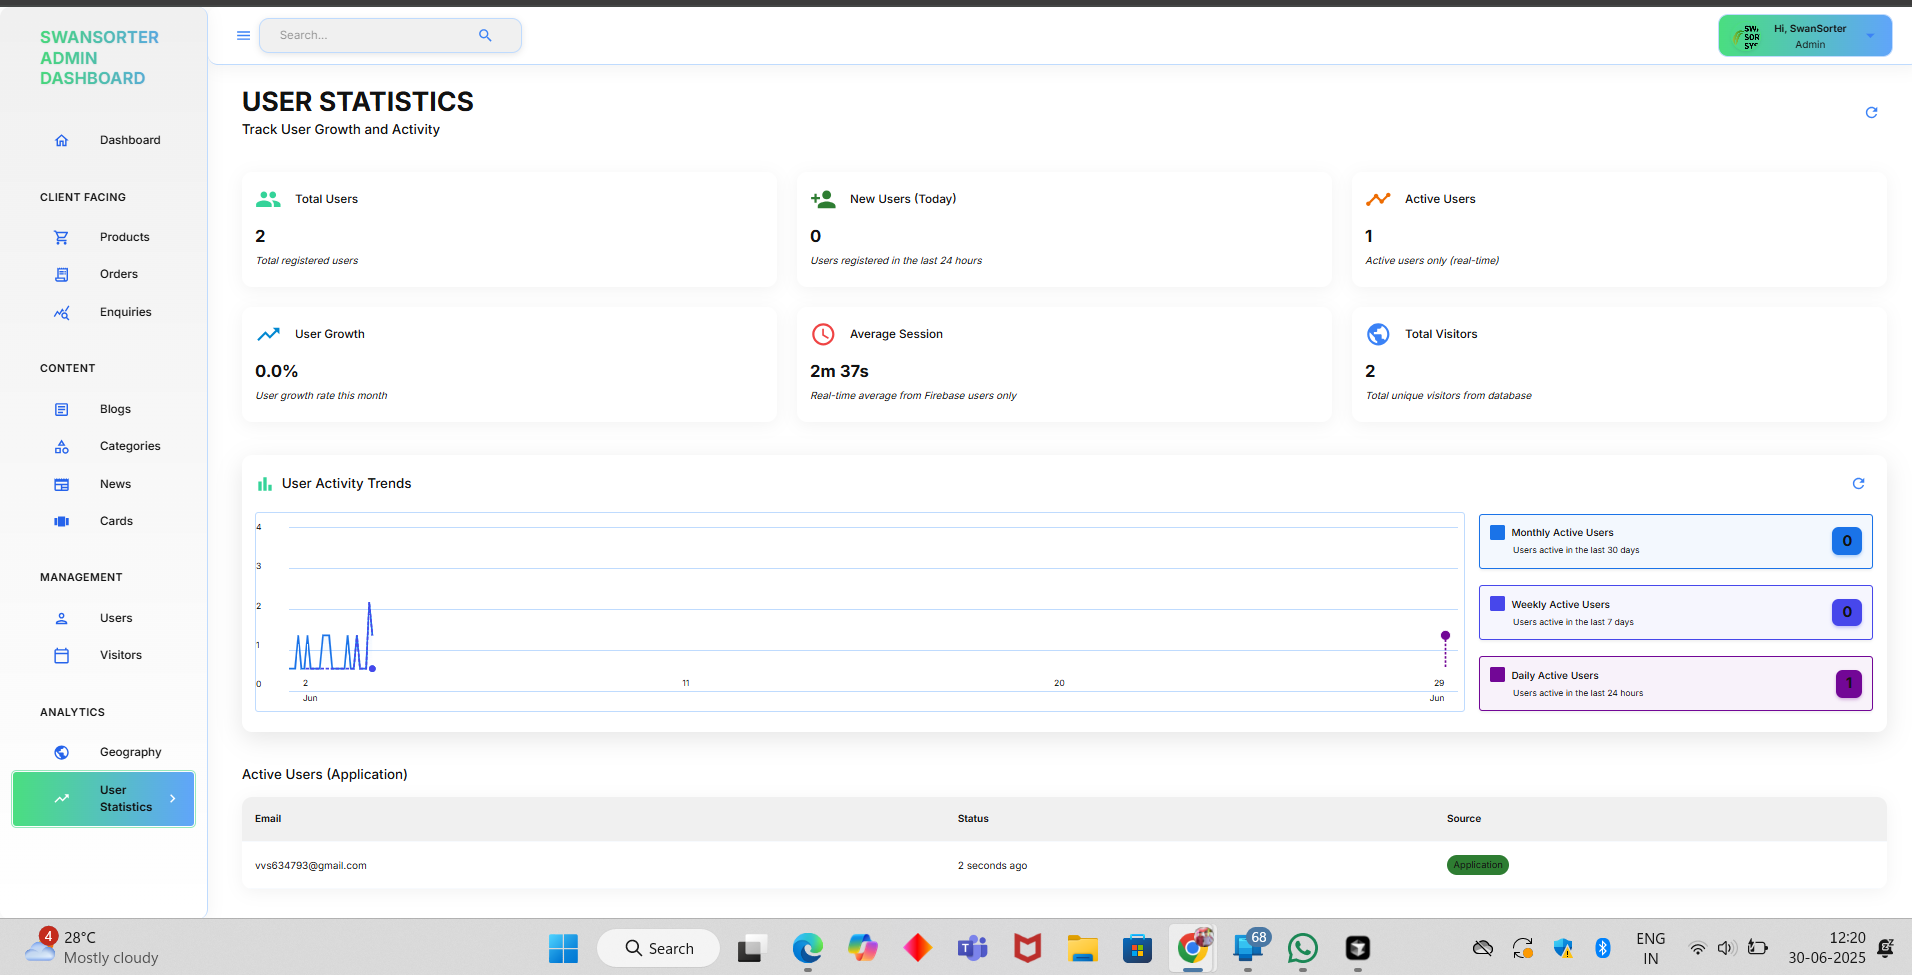 SWANSORTER
ADMIN
DASHBOARD
Search...
SW
SOR
SYS
Hi, SwanSorter
Admin
Dashboard
CLIENT FACING
Products
Orders
Enquiries
CONTENT
Blogs
Categories
News
Cards
MANAGEMENT
Users
Visitors
ANALYTICS
Geography
User
Statistics
USER STATISTICS
Track User Growth and Activity
Total Users
2
Total registered users
New Users (Today)
0
Users registered in the last 24 hours
Active Users
1
Active users only (real-time)
User Growth
0.0%
User growth rate this month
Average Session
2m 37s
Real-time average from Firebase users only
Total Visitors
2
Total unique visitors from database
User Activity Trends
4
3
2
1
0
2
Jun
11
20
29
Jun
Monthly Active Users
Users active in the last 30 days
0
Weekly Active Users
Users active in the last 7 days
0
Daily Active Users
Users active in the last 24 hours
1
Active Users (Application)
Email Status Source
vvs634793@gmail.com 2 seconds ago Application
4
28°C
Mostly cloudy
Search
68
ENG
IN
12:20
30-06-2025